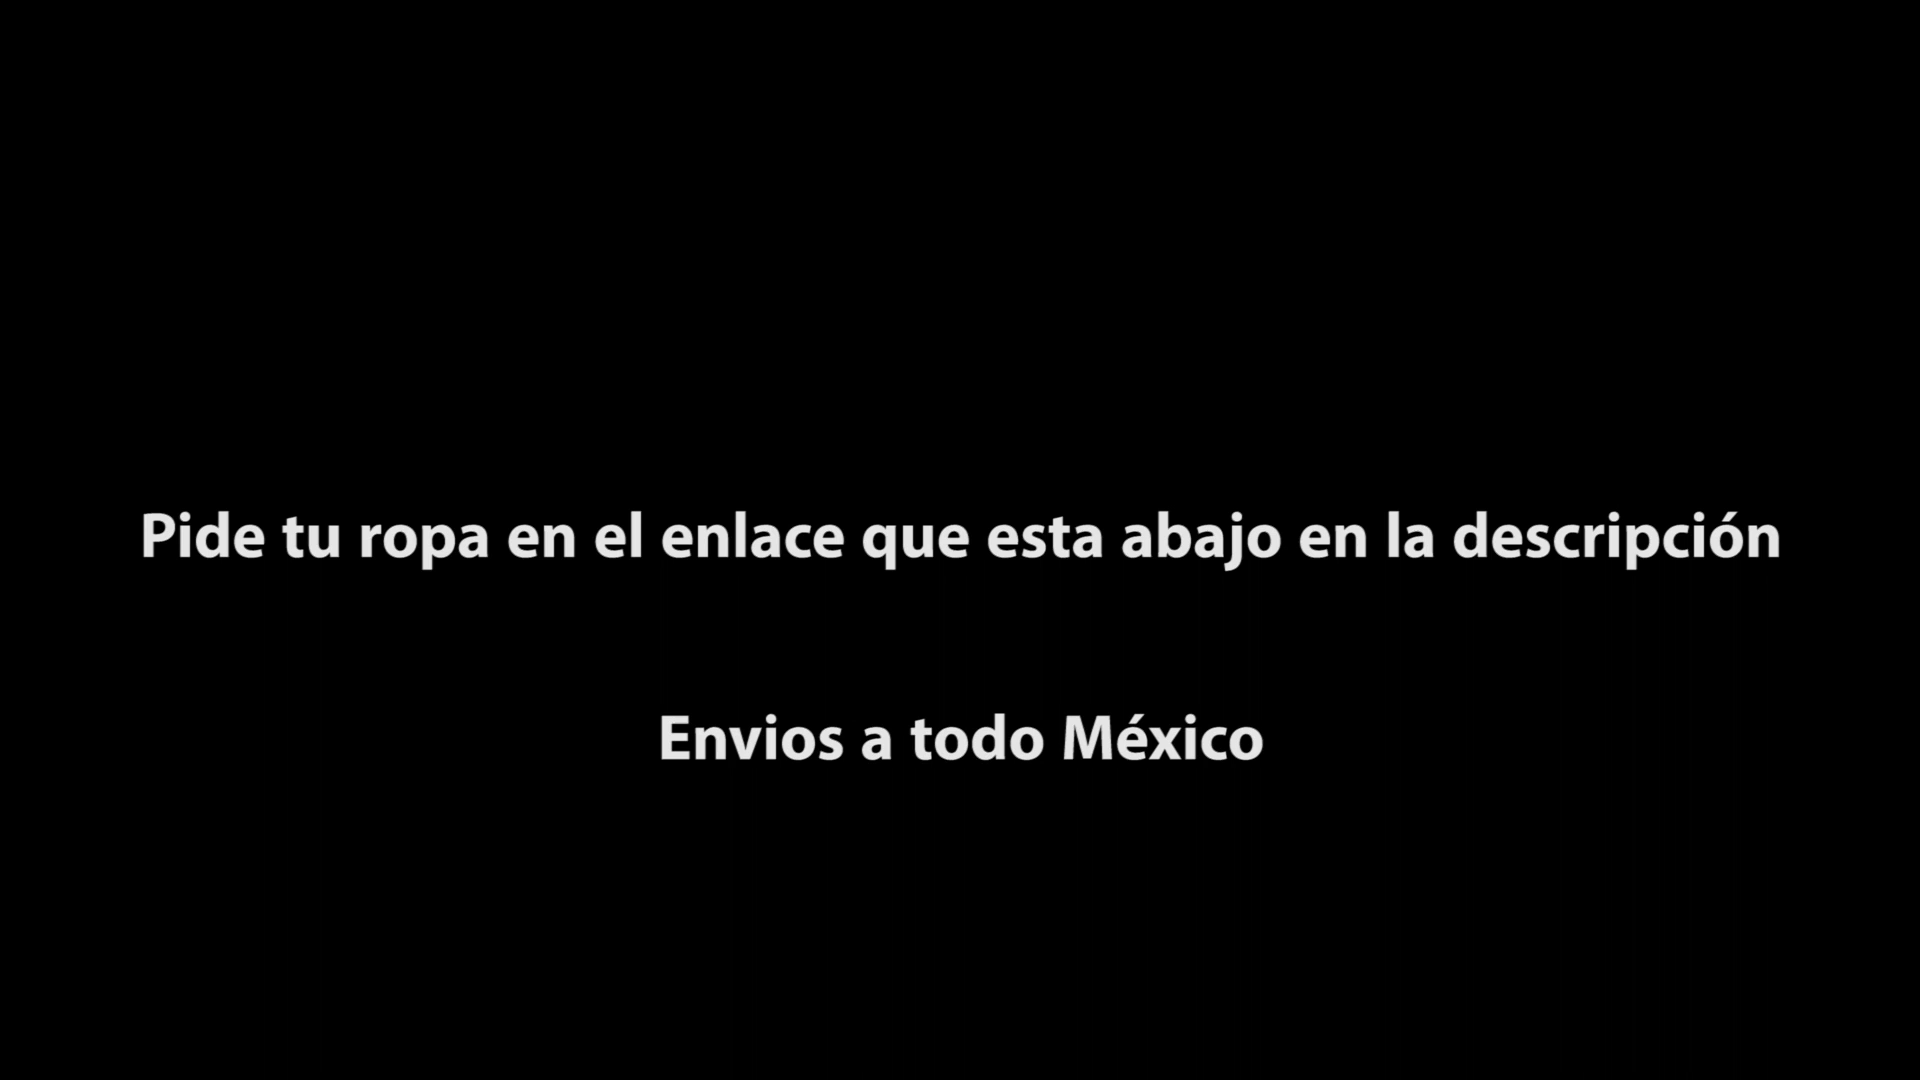 Pide tu ropa en el enlace que esta abajo en la descripción
Envios a todo México